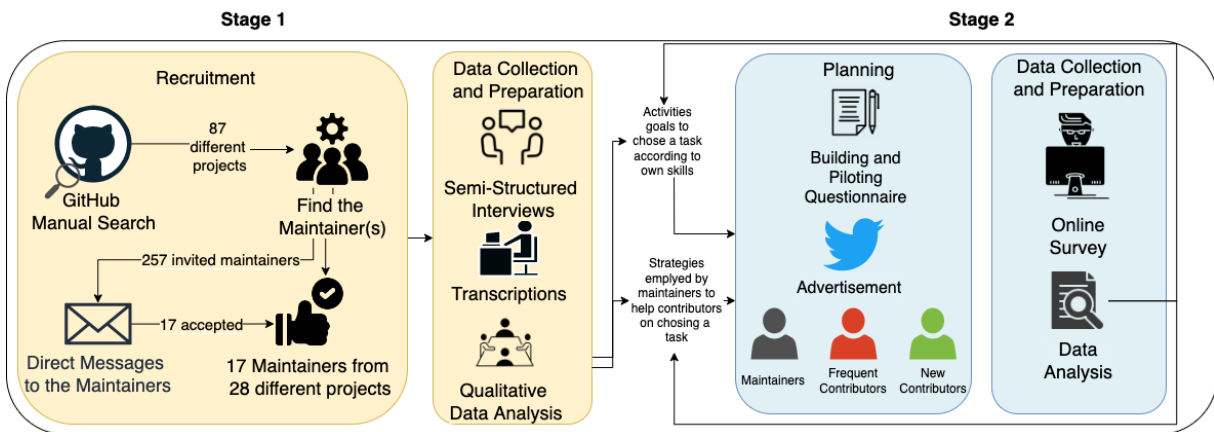 Stage 1
Stage 2
Recruitment
87
different
projects
GitHub
Manual Search
Find the
Maintainer(s)
257 invited maintainers
17 accepted
Direct Messages
to the Maintainers
17 Maintainers from
28 different projects
Data Collection
and Preparation
Semi-Structured
Interviews
Transcriptions
Qualitative
Data Analysis
Activities
goals to
chose a task
according to
own skills
Strategies
emplyed by
maintainers to
help contributors
on chosing a
task
Planning
Building and
Piloting
Questionnaire
Advertisement
Maintainers
Frequent
Contributors
New
Contributors
Data Collection
and Preparation
Online
Survey
Data
Analysis